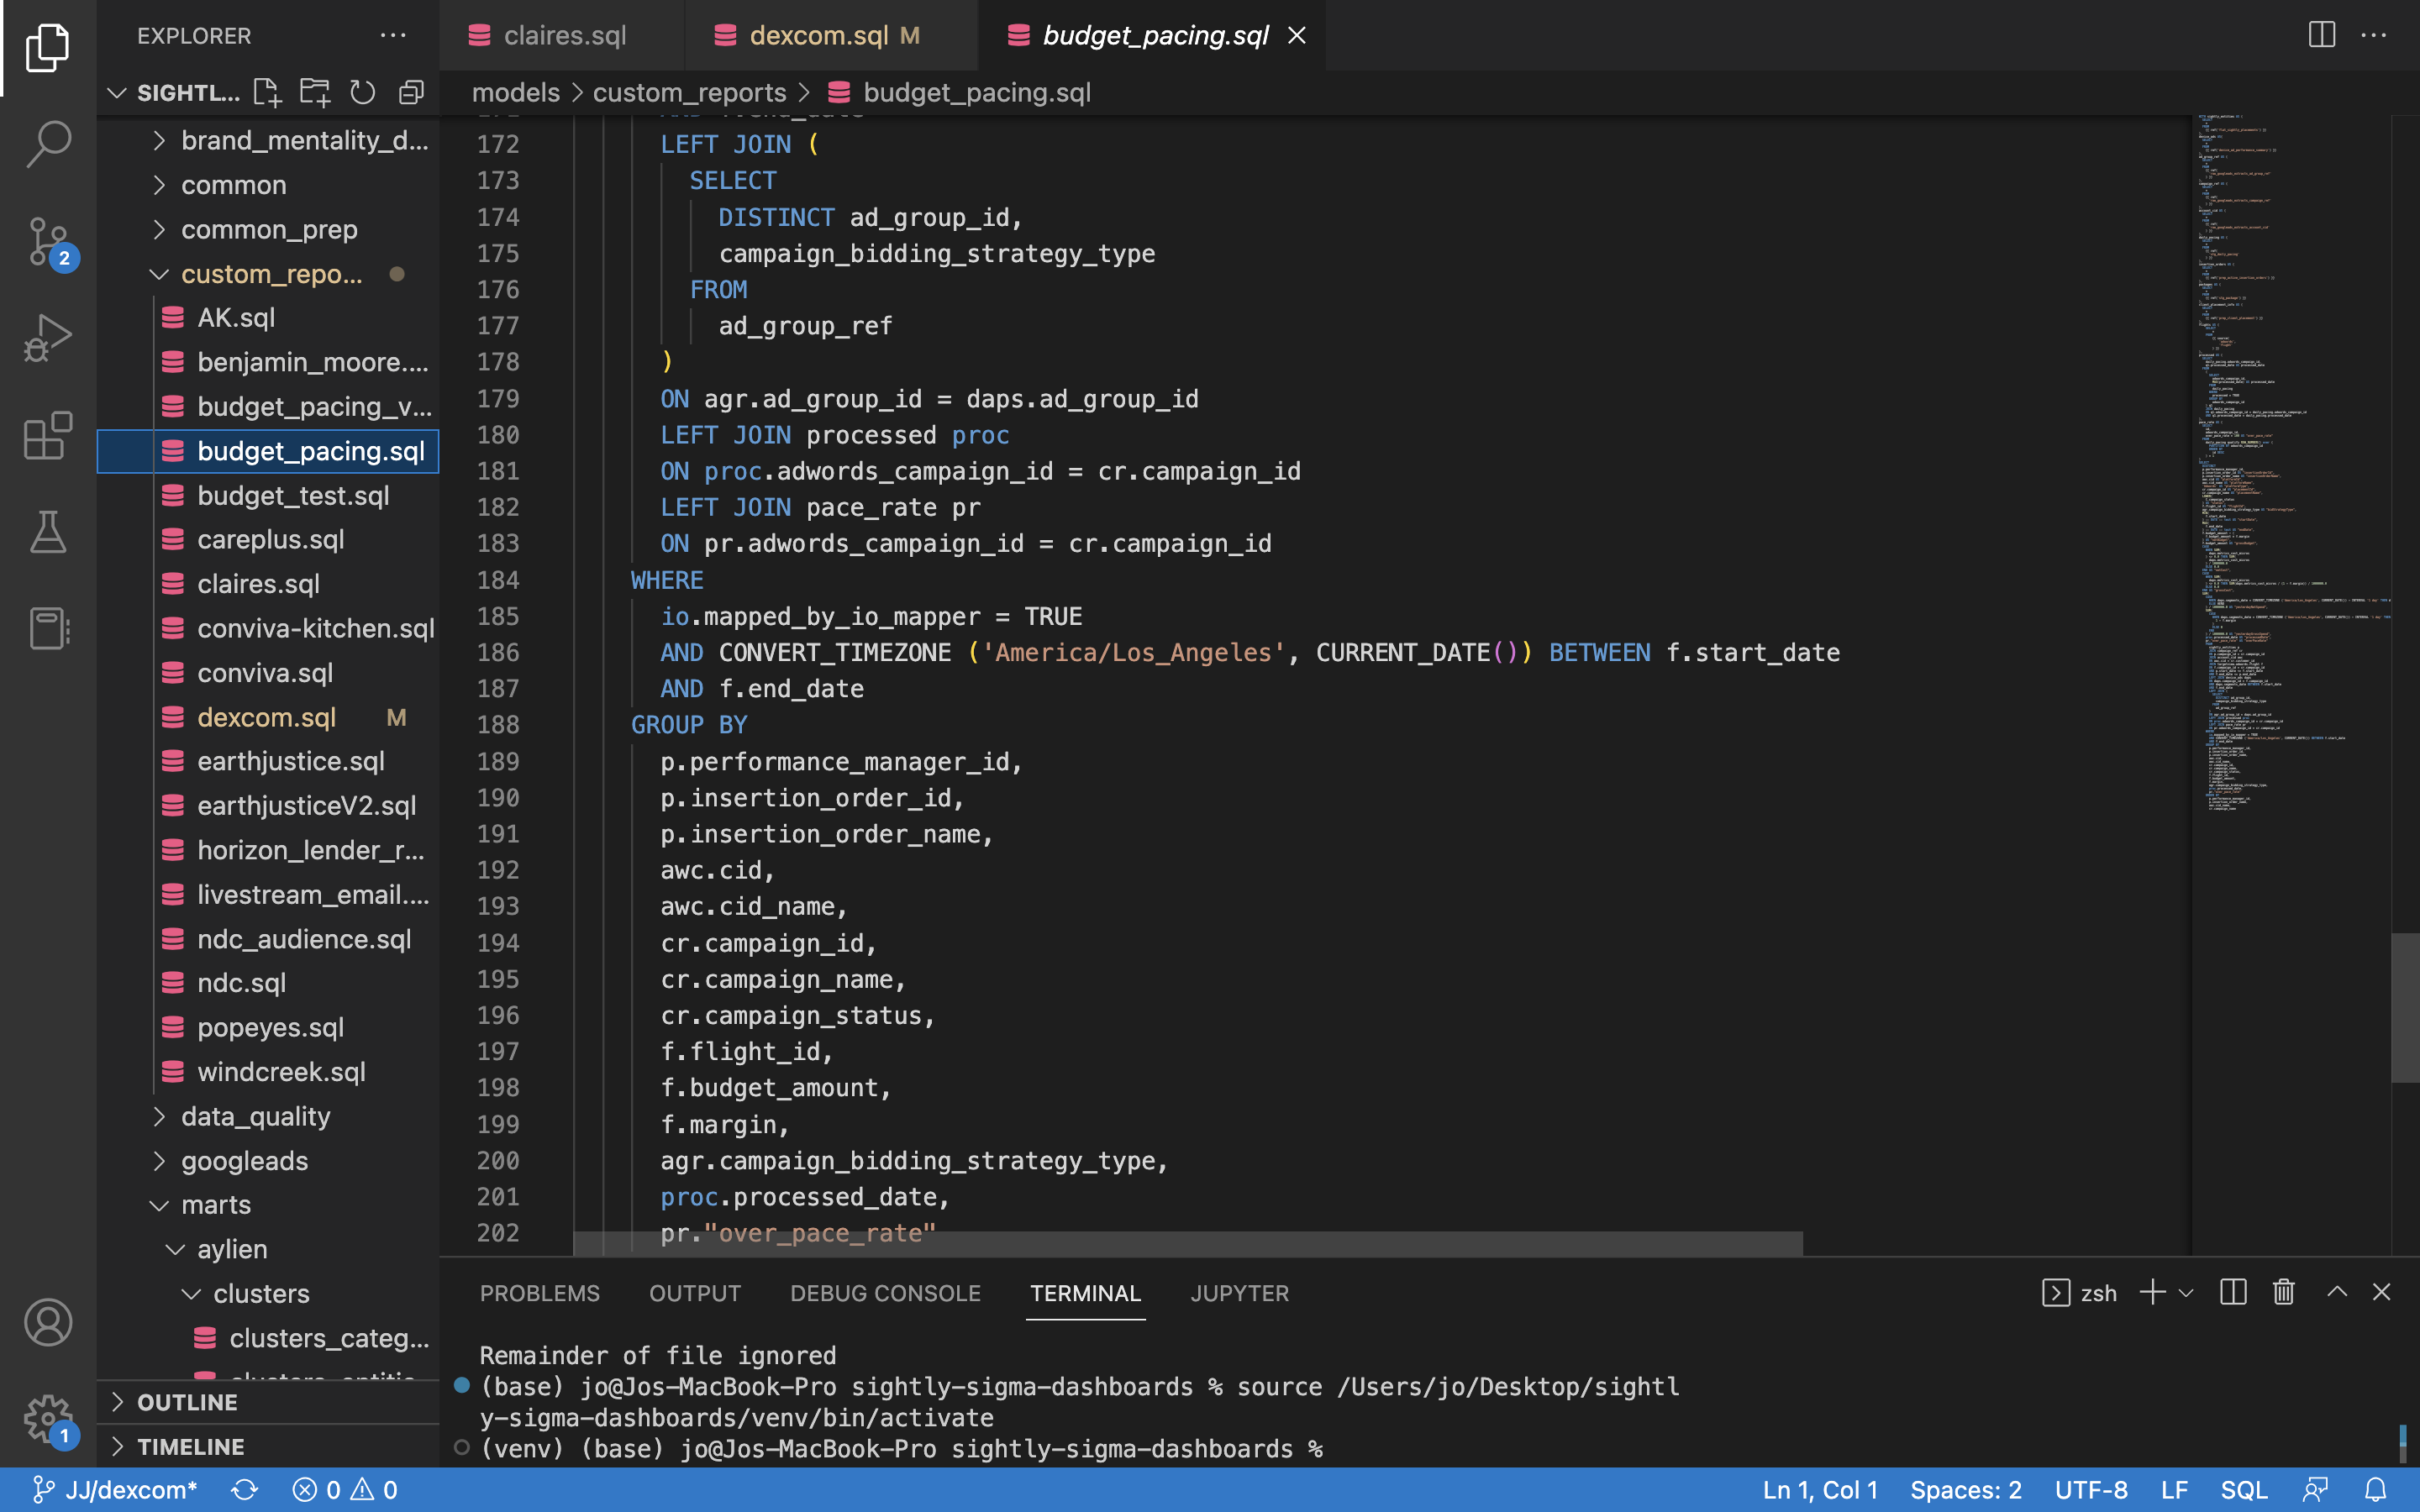 EXPLORER
SIGHTL...
brand_mentality_d...
common
common_prep
custom_repo...
AK.sql
benjamin_moore....
budget_pacing_v...
budget_pacing.sql
budget_test.sql
careplus.sql
claires.sql
conviva-kitchen.sql
conviva.sql
dexcom.sql M
earthjustice.sql
earthjusticeV2.sql
horizon_lender_r...
livestream_email....
ndc_audience.sql
ndc.sql
popeyes.sql
windcreek.sql
data_quality
googleads
marts
aylien
clusters
clusters_categ...
OUTLINE
TIMELINE
2
1
claires.sql
dexcom.sql M
budget_pacing.sql
models > custom_reports > budget_pacing.sql
172 LEFT JOIN (
173 SELECT
174 DISTINCT ad_group_id,
175 campaign_bidding_strategy_type
176 FROM
177 ad_group_ref
178 )
179 ON agr.ad_group_id = daps.ad_group_id
180 LEFT JOIN processed proc
181 ON proc.adwords_campaign_id = cr.campaign_id
182 LEFT JOIN pace_rate pr
183 ON pr.adwords_campaign_id = cr.campaign_id
184 WHERE
185 io.mapped_by_io_mapper = TRUE
186 AND CONVERT_TIMEZONE ('America/Los_Angeles', CURRENT_DATE()) BETWEEN f.start_date
187 AND f.end_date
188 GROUP BY
189 p.performance_manager_id,
190 p.insertion_order_id,
191 p.insertion_order_name,
192 awc.cid,
193 awc.cid_name,
194 cr.campaign_id,
195 cr.campaign_name,
196 cr.campaign_status,
197 f.flight_id,
198 f.budget_amount,
199 f.margin,
200 agr.campaign_bidding_strategy_type,
201 proc.processed_date,
202 pr."over_pace_rate"
PROBLEMS OUTPUT DEBUG CONSOLE TERMINAL JUPYTER
zsh
Remainder of file ignored
(base) jo@Jos-MacBook-Pro sightly-sigma-dashboards % source /Users/jo/Desktop/sightl
y-sigma-dashboards/venv/bin/activate
(venv) (base) jo@Jos-MacBook-Pro sightly-sigma-dashboards %
JJ/dexcom* 0 0 Ln 1, Col 1 Spaces: 2 UTF-8 LF SQL